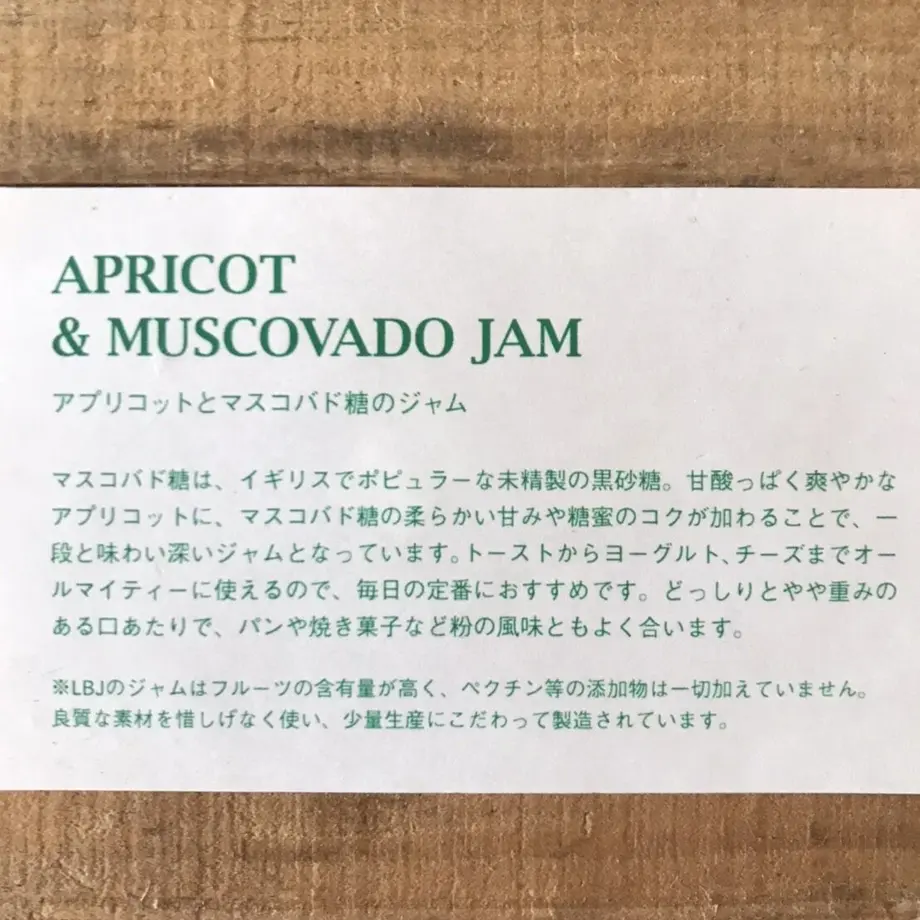 APRICOT
& MUSCOVADO JAM
アプリコットとマスコバド糖のジャム
マスコバド糖は、イギリスでポピュラーな未精製の黒砂糖。甘酸っぱく爽やかな
アプリコットに、マスコバド糖の柔らかい甘みや糖蜜のコクが加わることで、一
段と味わい深いジャムとなっています。トーストからヨーグルト、チーズまでオー
ルマイティーに使えるので、毎日の定番におすすめです。どっしりとやや重みの
ある口あたりで、パンや焼き菓子など粉の風味ともよく合います。
※LBJのジャムはフルーツの含有量が高く、ペクチン等の添加物は一切加えていません。
良質な素材を惜しげなく使い、少量生産にこだわって製造されています。